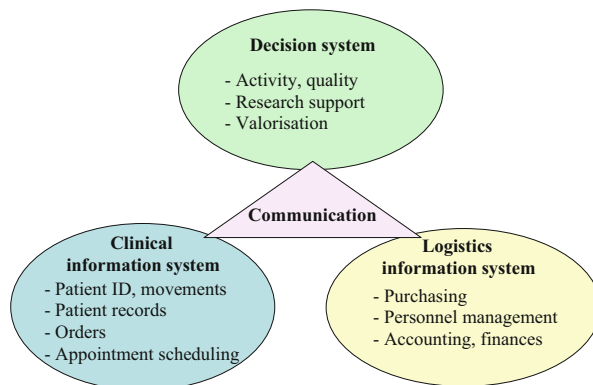 Decision system
- Activity, quality
- Research support
- Valorisation
Communication
Clinical
information system
- Patient ID, movements
- Patient records
- Orders
- Appointment scheduling
Logistics
information system
- Purchasing
- Personnel management
- Accounting, finances